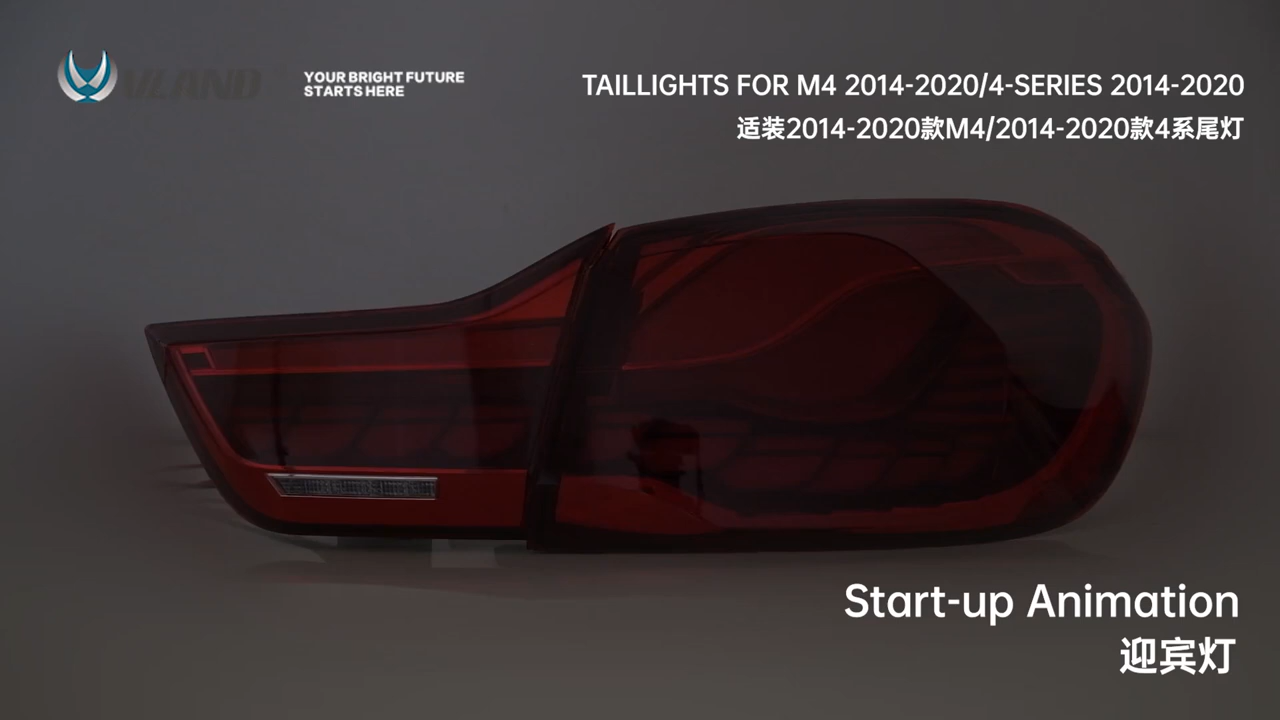 VLAND
YOUR BRIGHT FUTURE
STARTS HERE
TAILLIGHTS FOR M4 2014-2020/4-SERIES 2014-2020
适装2014-2020款M4/2014-2020款4系尾灯
Start-up Animation
迎宾灯